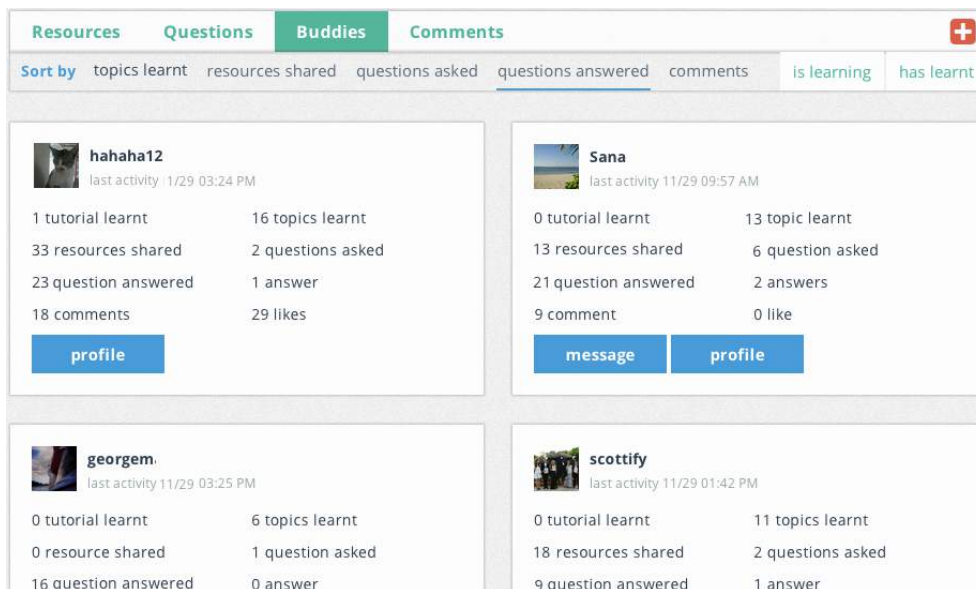 Resources Questions Buddies Comments
Sort by topics learnt resources shared questions asked questions answered comments is learning has learnt
hahaha12
last activity 1/29 03:24 PM
1 tutorial learnt 16 topics learnt
33 resources shared 2 questions asked
23 question answered 1 answer
18 comments 29 likes
profile
Sana
last activity 11/29 09:57 AM
0 tutorial learnt 13 topic learnt
13 resources shared 6 question asked
21 question answered 2 answers
9 comment 0 like
message profile
georgem
last activity 11/29 03:25 PM
0 tutorial learnt 6 topics learnt
0 resource shared 1 question asked
16 question answered 0 answer
scottify
last activity 11/29 01:42 PM
0 tutorial learnt 11 topics learnt
18 resources shared 2 questions asked
9 question answered 1 answer